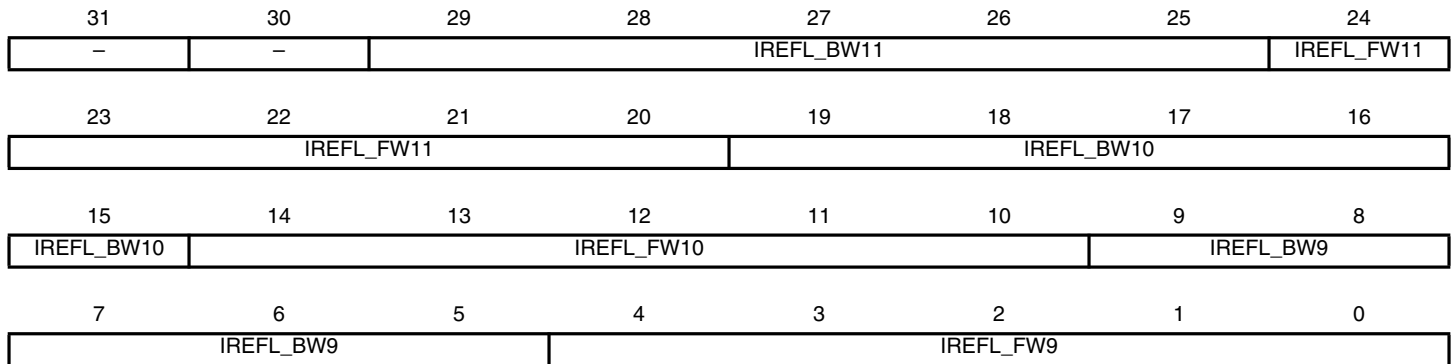 31 30 29 28 27 26 25 24
– – IREFL_BW11 IREFL_FW11
23 22 21 20 19 18 17 16
IREFL_FW11 IREFL_BW10
15 14 13 12 11 10 9 8
IREFL_BW10 IREFL_FW10 IREFL_BW9
7 6 5 4 3 2 1 0
IREFL_BW9 IREFL_FW9